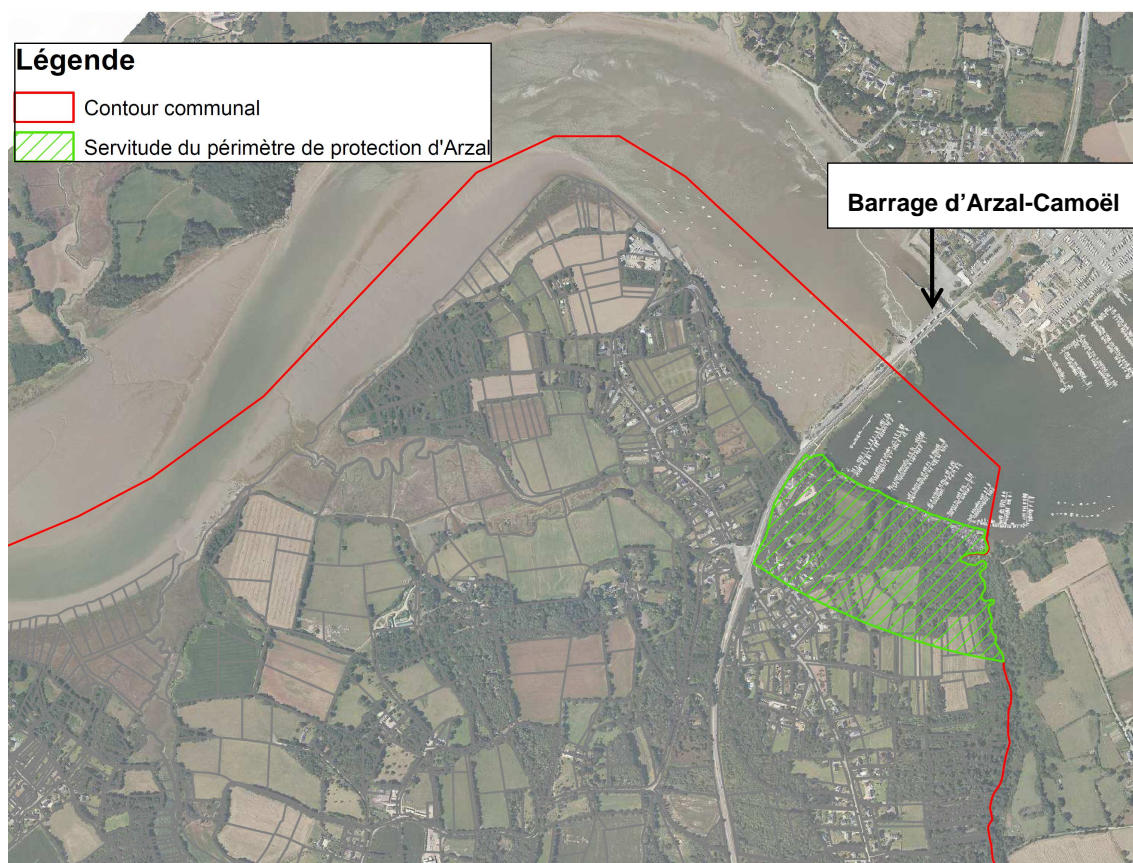 Légende
Contour communal
Servitude du périmètre de protection d'Arzal
Barrage d'Arzal-Camoël